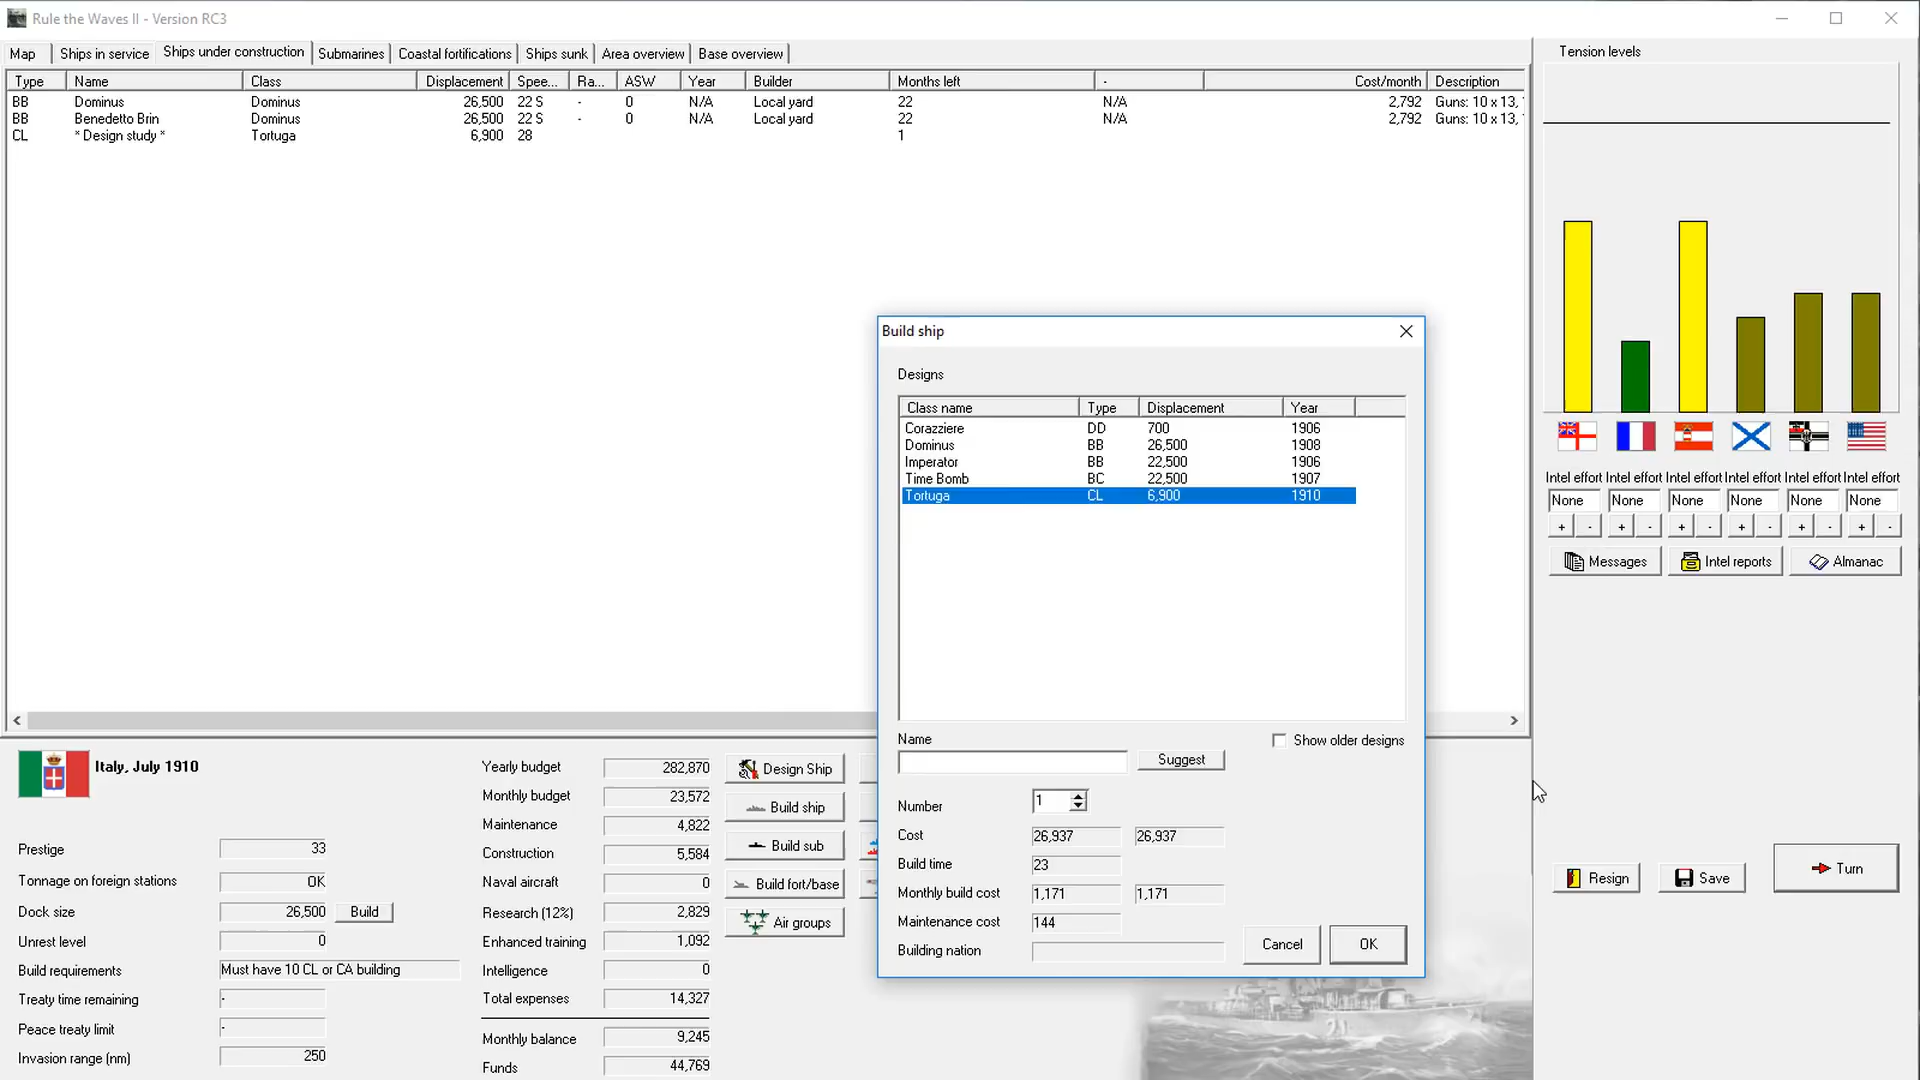 Rule the Waves II - Version RC3
Map Ships in service Ships under construction Submarines Coastal fortifications Ships sunk Area overview Base overview
Type Name Class Displacement Spee... Ra... ASW Year Builder Months left - Cost/month Description
BB Dominus Dominus 26,500 22 S - 0 N/A Local yard 22 N/A 2,792 Guns: 10 x 13,
BB Benedetto Brin Dominus 26,500 22 S - 0 N/A Local yard 22 N/A 2,792 Guns: 10 x 13,
CL * Design study * Tortuga 6,900 28 1
Tension levels
Intel effort Intel effort Intel effort Intel effort Intel effort Intel effort
None None None None None None
+ - + - + - + - + - + -
Messages Intel reports Almanac
Resign Save Turn
Build ship
Designs
Class name Type Displacement Year
Corazziere DD 700 1906
Dominus BB 26,500 1908
Imperator BB 22,500 1906
Time Bomb BC 22,500 1907
Tortuga CL 6,900 1910
Name
Suggest
Show older designs
Number 1
Cost 26,937 26,937
Build time 23
Monthly build cost 1,171 1,171
Maintenance cost 144
Building nation
Cancel OK
Italy, July 1910
Prestige 33
Tonnage on foreign stations OK
Dock size 26,500 Build
Unrest level 0
Build requirements Must have 10 CL or CA building
Treaty time remaining -
Peace treaty limit -
Invasion range (nm) 250
Yearly budget 282,870
Monthly budget 23,572
Maintenance 4,822
Construction 5,584
Naval aircraft 0
Research (12%) 2,829
Enhanced training 1,092
Intelligence 0
Total expenses 14,327
Monthly balance 9,245
Funds 44,769
Design Ship
Build ship
Build sub
Build fort/base
Air groups